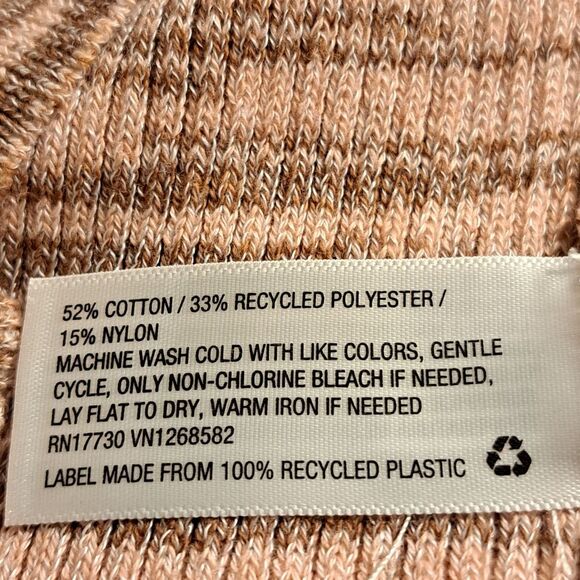 52% COTTON / 33% RECYCLED POLYESTER /
15% NYLON
MACHINE WASH COLD WITH LIKE COLORS, GENTLE
CYCLE, ONLY NON-CHLORINE BLEACH IF NEEDED,
LAY FLAT TO DRY, WARM IRON IF NEEDED
RN17730 VN1268582
LABEL MADE FROM 100% RECYCLED PLASTIC